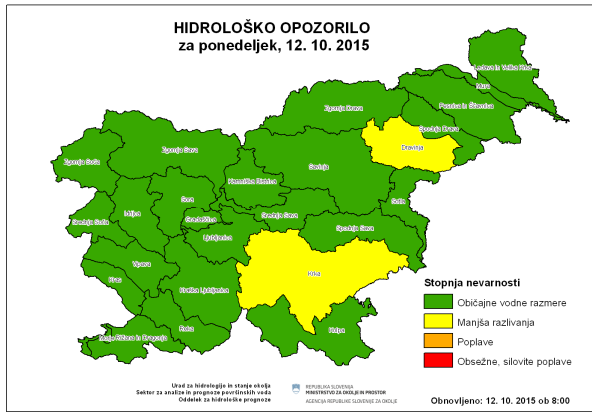 HIDROLOŠKO OPOZORILO
za ponedeljek, 12. 10. 2015
Ledava in Velika Krka
Mura
Pesnica in Ščavnica
Zgornja Drava
Spodnja Drava
Dravinja
Zgornja Sava
Zgornja Soča
Savinja
Kamniška Bistrica
Sora
Sotla
Idrijca
Gradaščica
Srednja Sava
Srednja Soča
Spodnja Sava
Ljubljanica
Vipava
Krka
Kras
Kraška Ljubljanica
Reka
Kolpa
Stopnja nevarnosti
Običajne vodne razmere
Manjša razlivanja
Poplave
Obsežne, silovite poplave
Urad za hidrologijo in stanje okolja
Sektor za analize in prognoze površinskih voda
Oddelek za hidrološke prognoze
REPUBLIKA SLOVENIJA
MINISTRSTVO ZA OKOLJE IN PROSTOR
AGENCIJA REPUBLIKE SLOVENIJE ZA OKOLJE
Obnovljeno: 12. 10. 2015 ob 8:00